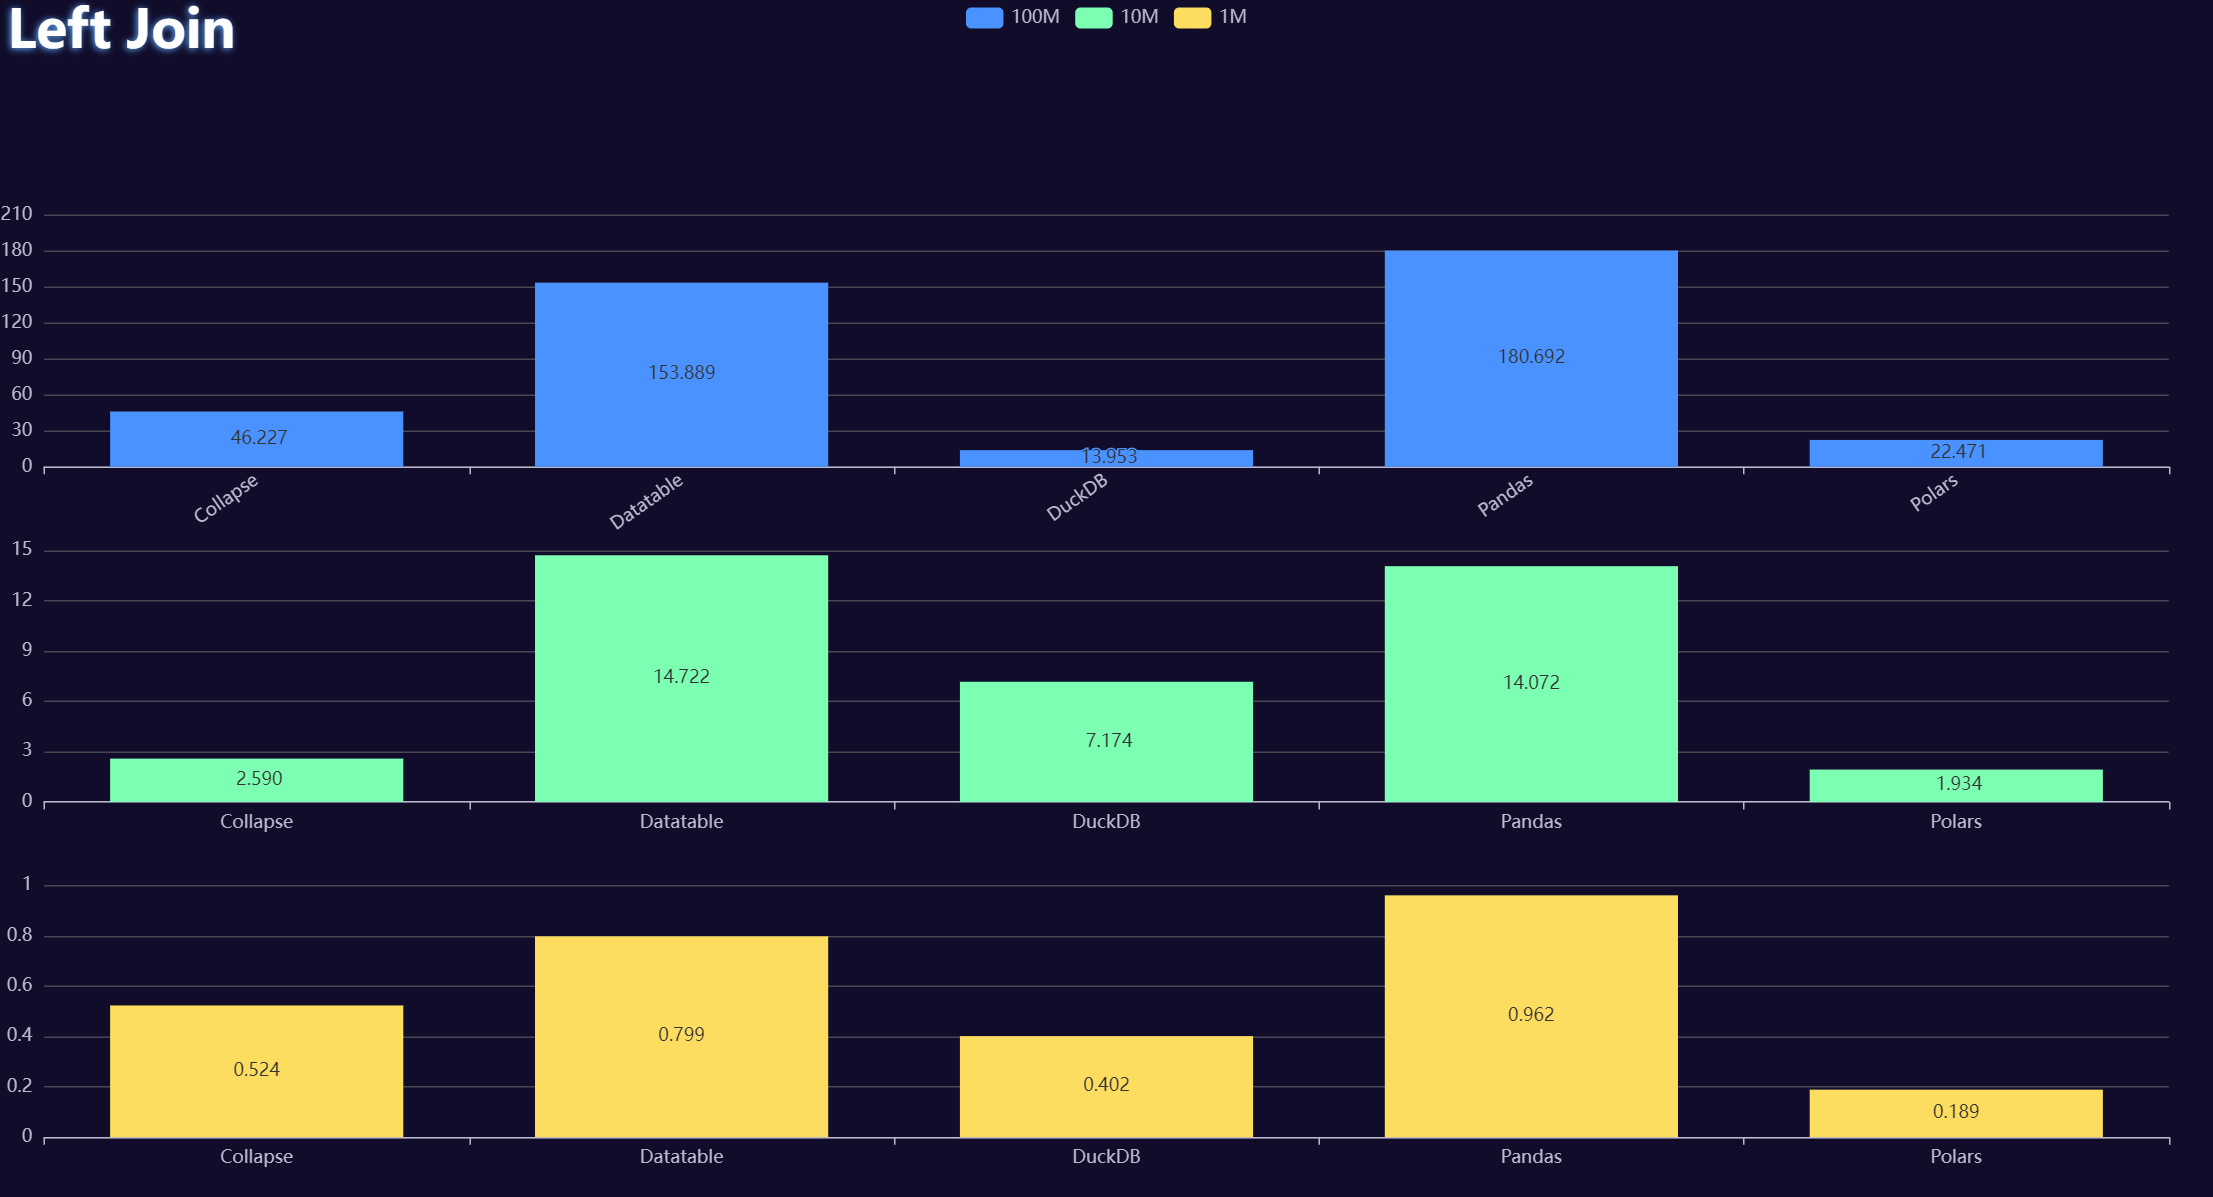 Left Join
100M 10M 1M
210
180
150
120
90
60
30
0
46.227 153.889 13.953 180.692 22.471
Collapse Datatable DuckDB Pandas Polars
15
12
9
6
3
0
2.590 14.722 7.174 14.072 1.934
Collapse Datatable DuckDB Pandas Polars
1
0.8
0.6
0.4
0.2
0
0.524 0.799 0.402 0.962 0.189
Collapse Datatable DuckDB Pandas Polars